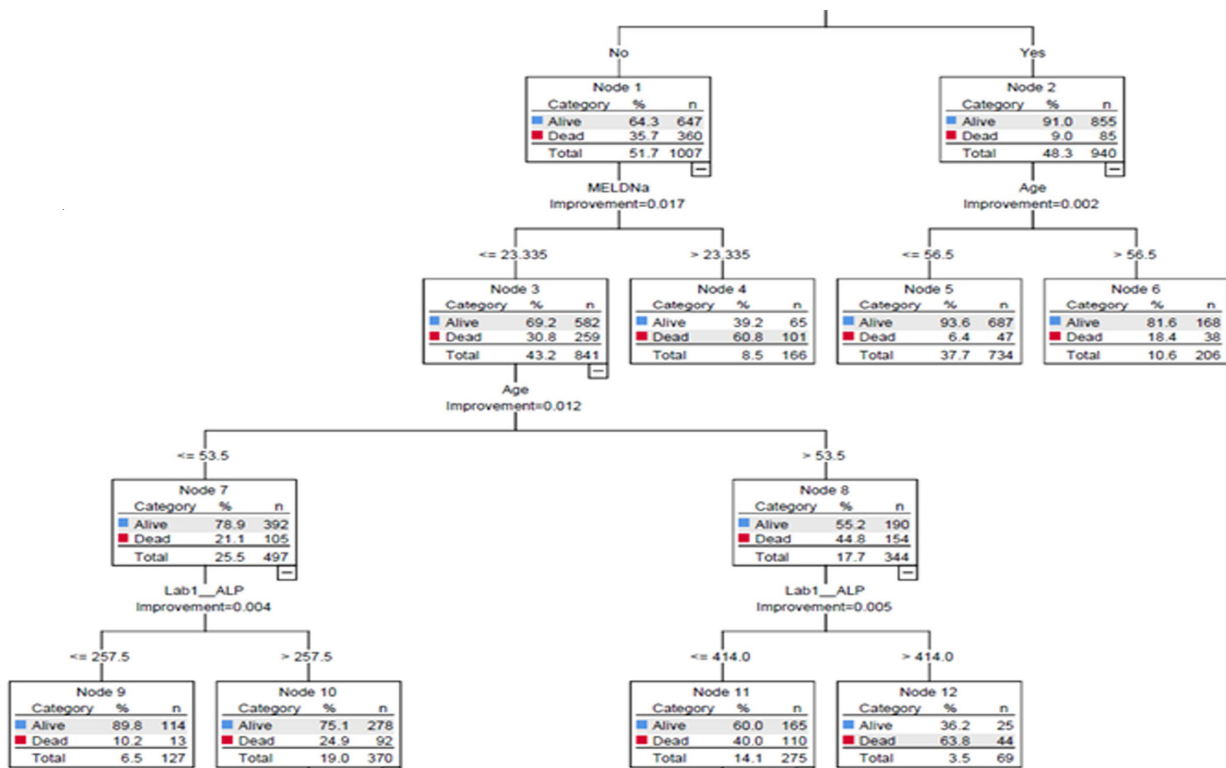 No
Yes
Node 1
Category % n
Alive 64.3 647
Dead 35.7 360
Total 51.7 1007
Node 2
Category % n
Alive 91.0 855
Dead 9.0 85
Total 48.3 940
MELDNa
Improvement=0.017
Age
Improvement=0.002
<= 23.335
> 23.335
<= 56.5
> 56.5
Node 3
Category % n
Alive 69.2 582
Dead 30.8 259
Total 43.2 841
Node 4
Category % n
Alive 39.2 65
Dead 60.8 101
Total 8.5 166
Node 5
Category % n
Alive 93.6 687
Dead 6.4 47
Total 37.7 734
Node 6
Category % n
Alive 81.6 168
Dead 18.4 38
Total 10.6 206
Age
Improvement=0.012
<= 53.5
> 53.5
Node 7
Category % n
Alive 78.9 392
Dead 21.1 105
Total 25.5 497
Node 8
Category % n
Alive 55.2 190
Dead 44.8 154
Total 17.7 344
Lab1__ALP
Improvement=0.004
Lab1__ALP
Improvement=0.005
<= 257.5
> 257.5
<= 414.0
> 414.0
Node 9
Category % n
Alive 89.8 114
Dead 10.2 13
Total 6.5 127
Node 10
Category % n
Alive 75.1 278
Dead 24.9 92
Total 19.0 370
Node 11
Category % n
Alive 60.0 165
Dead 40.0 110
Total 14.1 275
Node 12
Category % n
Alive 36.2 25
Dead 63.8 44
Total 3.5 69